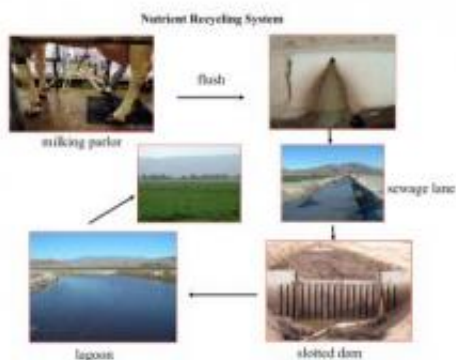 Nutrient Recycling System
flush
milking parlor
sewage lane
lagoon
slotted dam